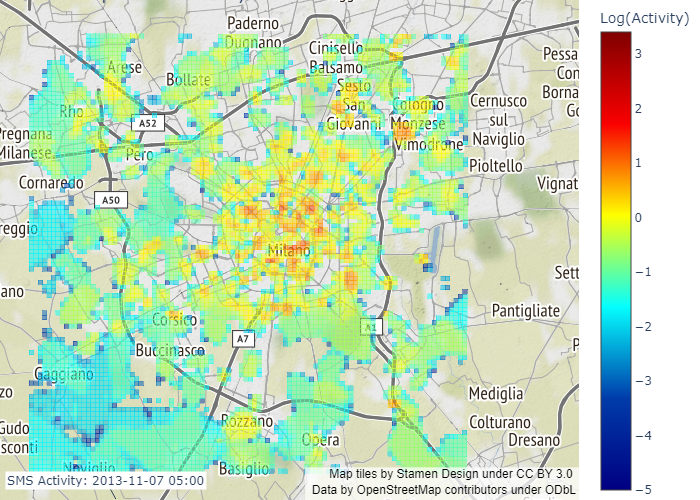 Log(Activity)
3
2
1
0
−1
−2
−3
−4
−5
Paderno
Dugnano
Cinisello
Balsamo
Pessa
Con
Borna
Go
Arese
Bollate
Sesto
San
Giovanni
Cologno
Monzese
Cernusco
sul
Naviglio
Rho
A52
Pregnana
Milanese
Pero
Vimodrone
Pioltello
Cornaredo
Vignat
A50
reggio
Milano
Sett
ano
Pantigliate
Corsico
A1
A7
P
Buccinasco
Gaggiano
zo
Mediglia
Gudo
sconti
Rozzano
Colturano
Dresano
Opera
Naviglio
Basiglio
SMS Activity: 2013-11-07 05:00
Map tiles by Stamen Design under CC BY 3.0
Data by OpenStreetMap contributors under ODbL